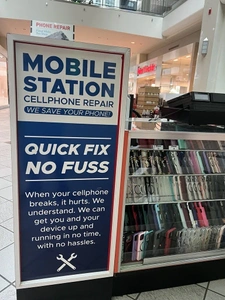 PHONE REPAIR
MOBILE
STATION
CELLPHONE REPAIR
WE SAVE YOUR PHONE!
QUICK FIX
NO FUSS
When your cellphone
breaks, it hurts. We
understand. We can
get you and your
device up and
running in no time,
with no hassles.